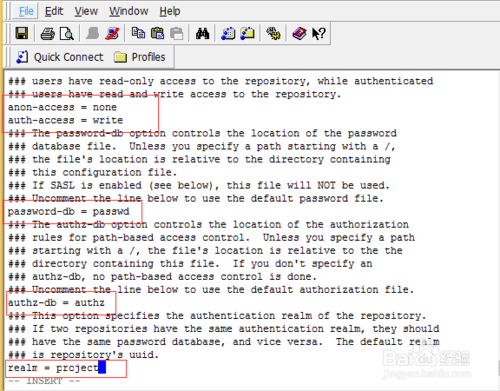 File Edit View Window Help
Quick Connect Profiles
### users have read-only access to the repository, while authenticated
### users have read and write access to the repository.
anon-access = none
auth-access = write
### The password-db option controls the location of the password
### database file.  Unless you specify a path starting with a /,
### the file's location is relative to the directory containing
### this configuration file.
### If SASL is enabled (see below), this file will NOT be used.
### Uncomment the line below to use the default password file.
password-db = passwd
### The authz-db option controls the location of the authorization
### rules for path-based access control.  Unless you specify a path
### starting with a /, the file's location is relative to the the
### directory containing this file.  If you don't specify an
### authz-db, no path-based access control is done.
### Uncomment the line below to use the default authorization file.
authz-db = authz
### This option specifies the authentication realm of the repository.
### If two repositories have the same authentication realm, they should
### have the same password database, and vice versa.  The default realm
### is repository's uuid.
realm = project
-- INSERT --
Baidu 经验
jingyan.baidu.com